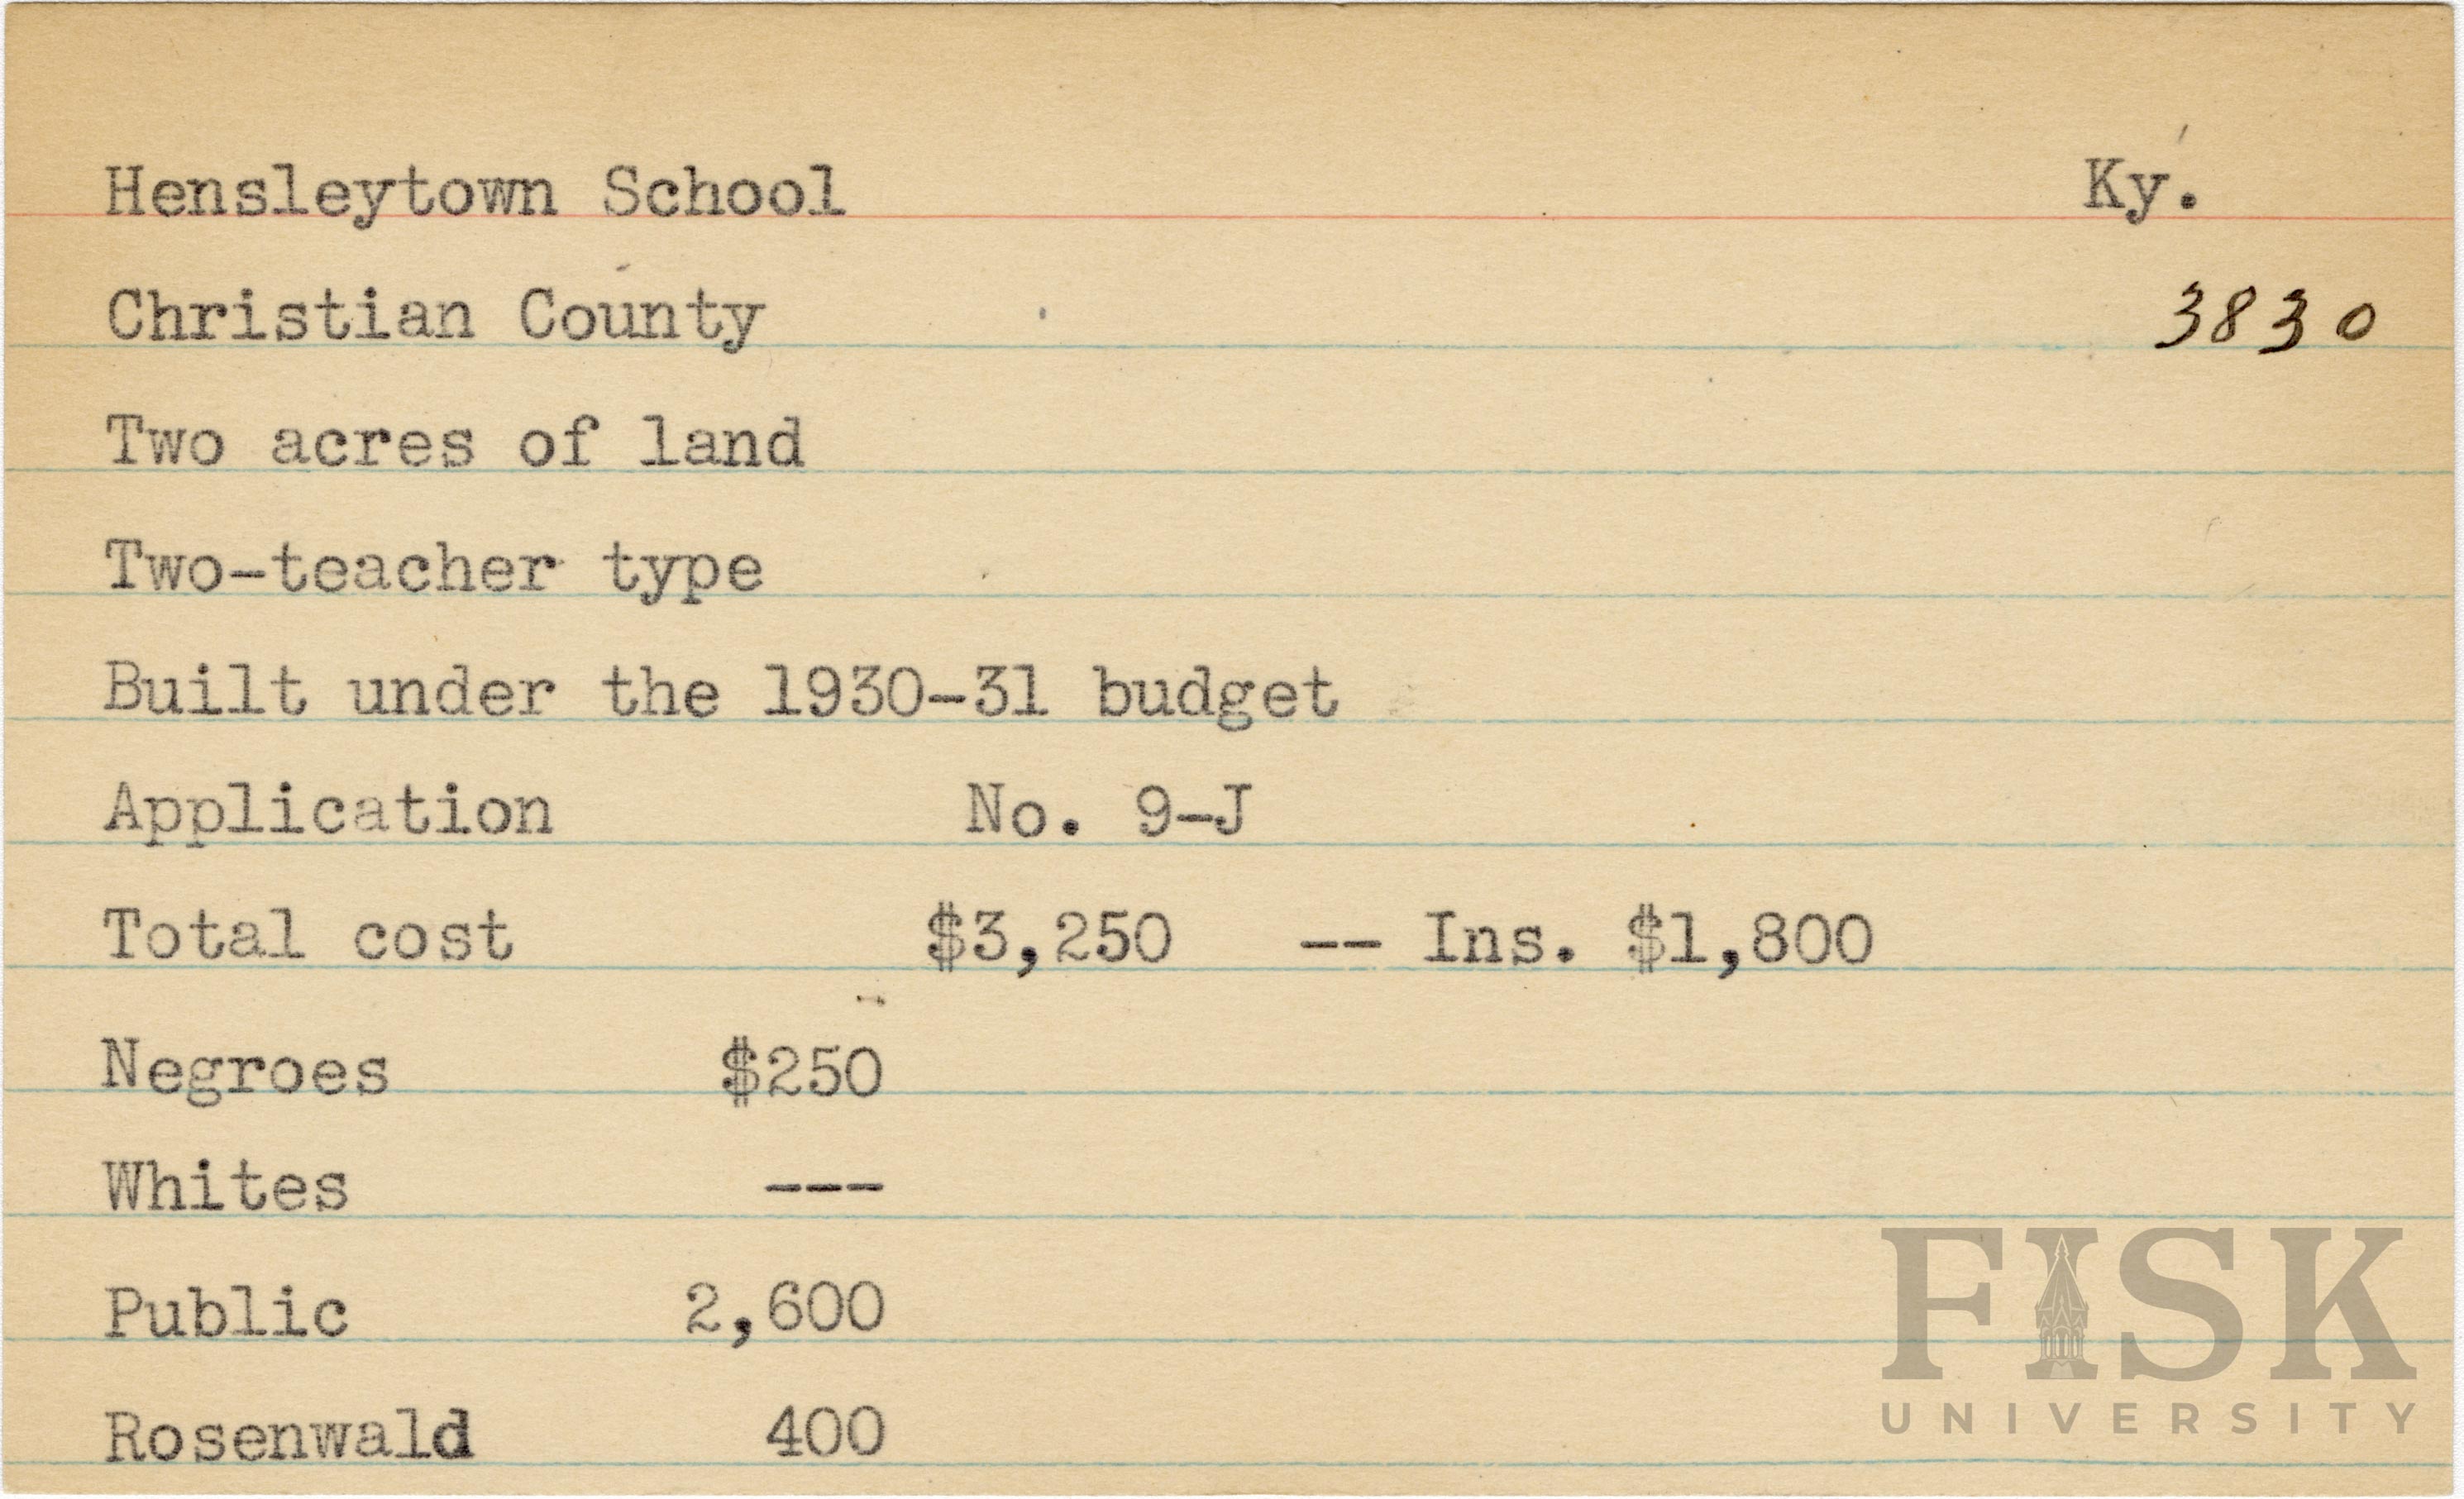 Hensleytown School Ky.
Christian County 3830
Two acres of land
Two-teacher type
Built under the 1930-31 budget
Application No. 9-J
Total cost $3,250 -- Ins. $1,800
Negroes $250
Whites ---
Public 2,600
Rosenwald 400
FISK
UNIVERSITY